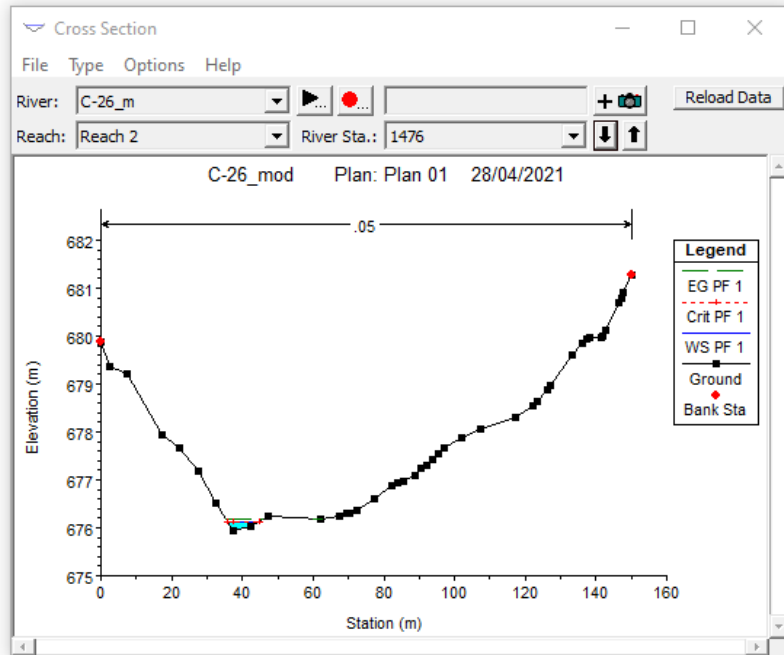 Cross Section
File Type Options Help
River: C-26_m ... ... + Reload Data
Reach: Reach 2 River Sta.: 1476
C-26_mod Plan: Plan 01 28/04/2021
.05
682
681
680
679
678
677
676
675
0 20 40 60 80 100 120 140 160
Elevation (m)
Station (m)
Legend
EG PF 1
Crit PF 1
WS PF 1
Ground
Bank Sta